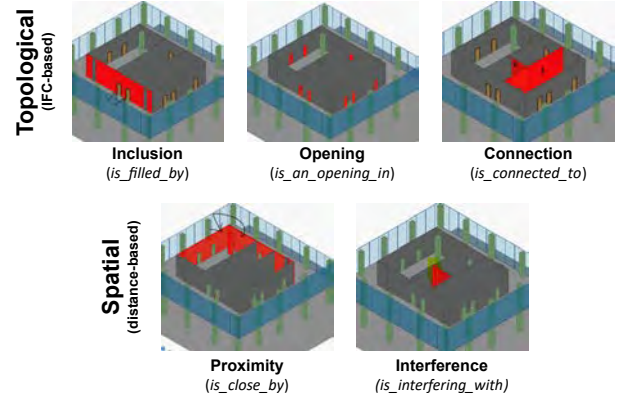 Topological
(IFC-based)
Inclusion
(is_filled_by)
Opening
(is_an_opening_in)
Connection
(is_connected_to)
Spatial
(distance-based)
Proximity
(is_close_by)
Interference
(is_interfering_with)